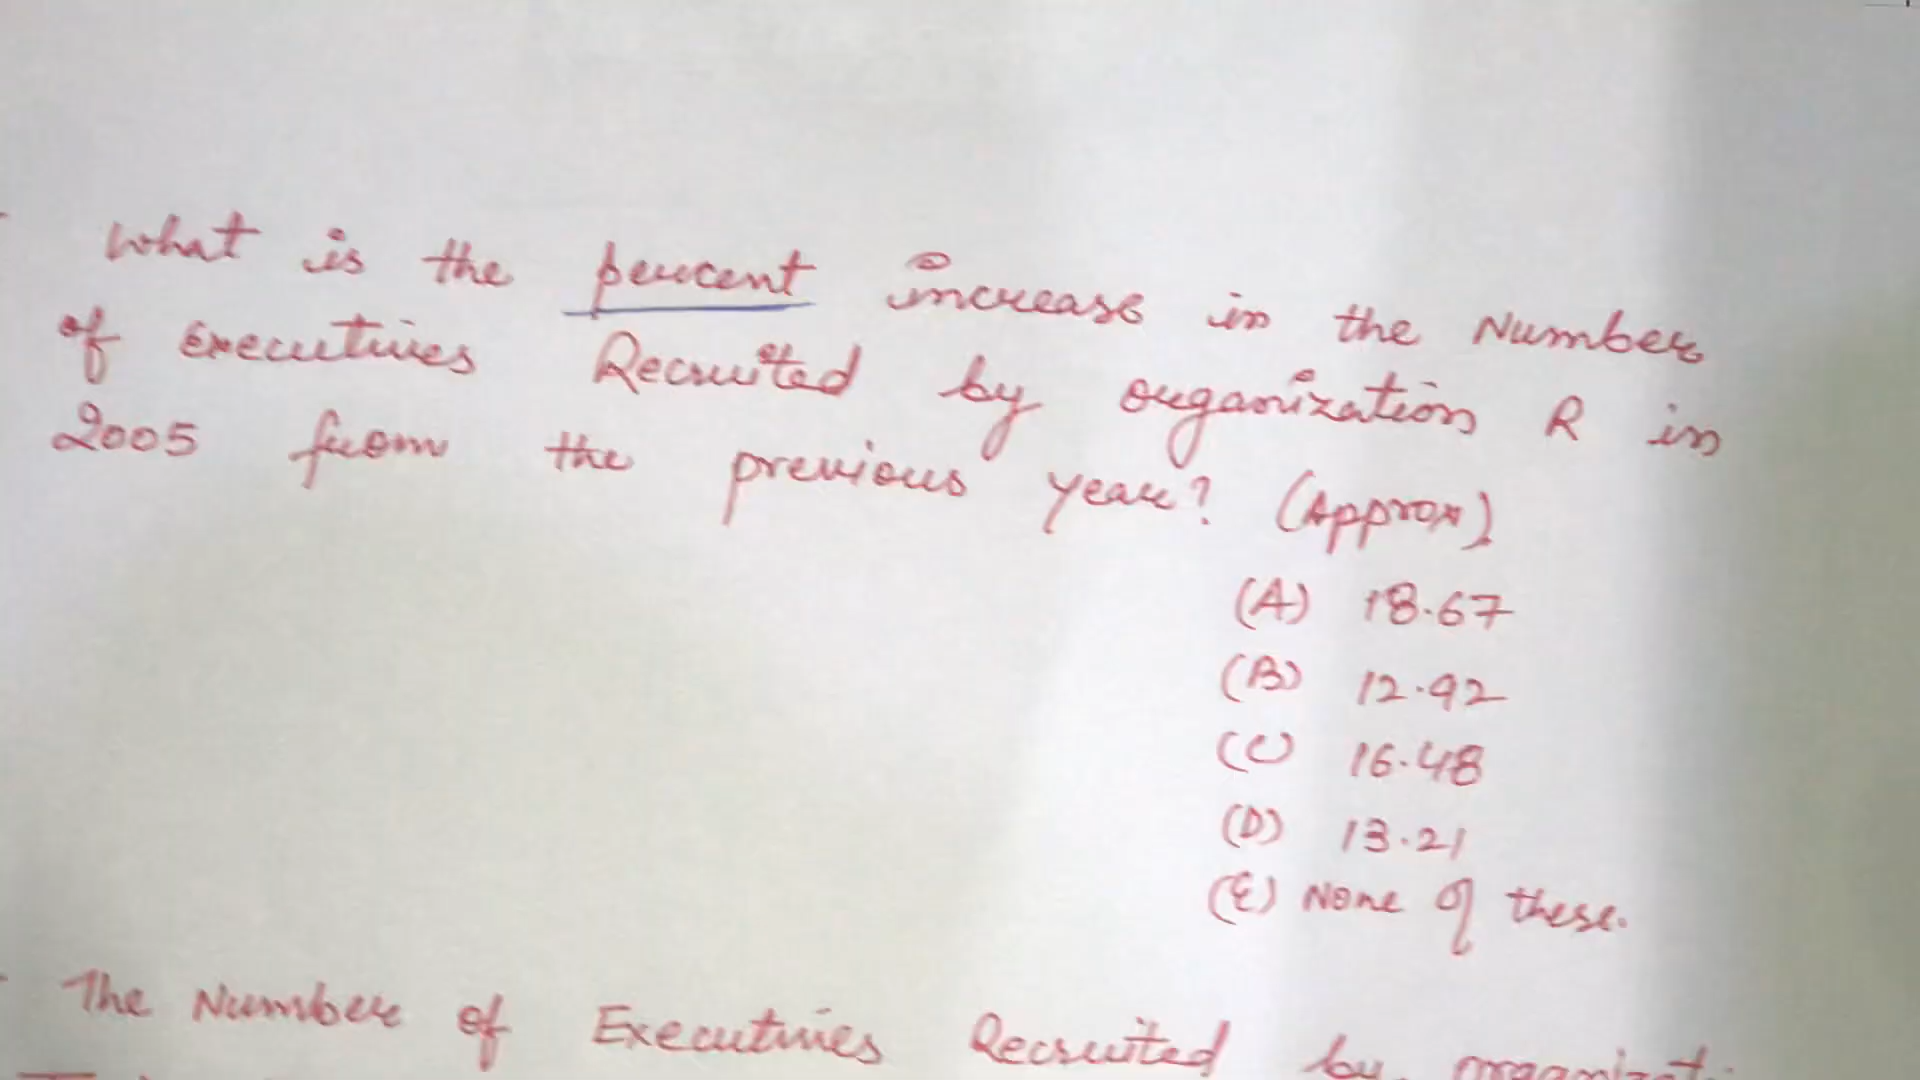 What is the percent increase in the Number
of executives Recruited by organization R in
2005 from the previous year? (Approx)
(A) 18.67
(B) 12.92
(C) 16.48
(D) 13.21
(E) None of these.
The Number of Executives Recruited by